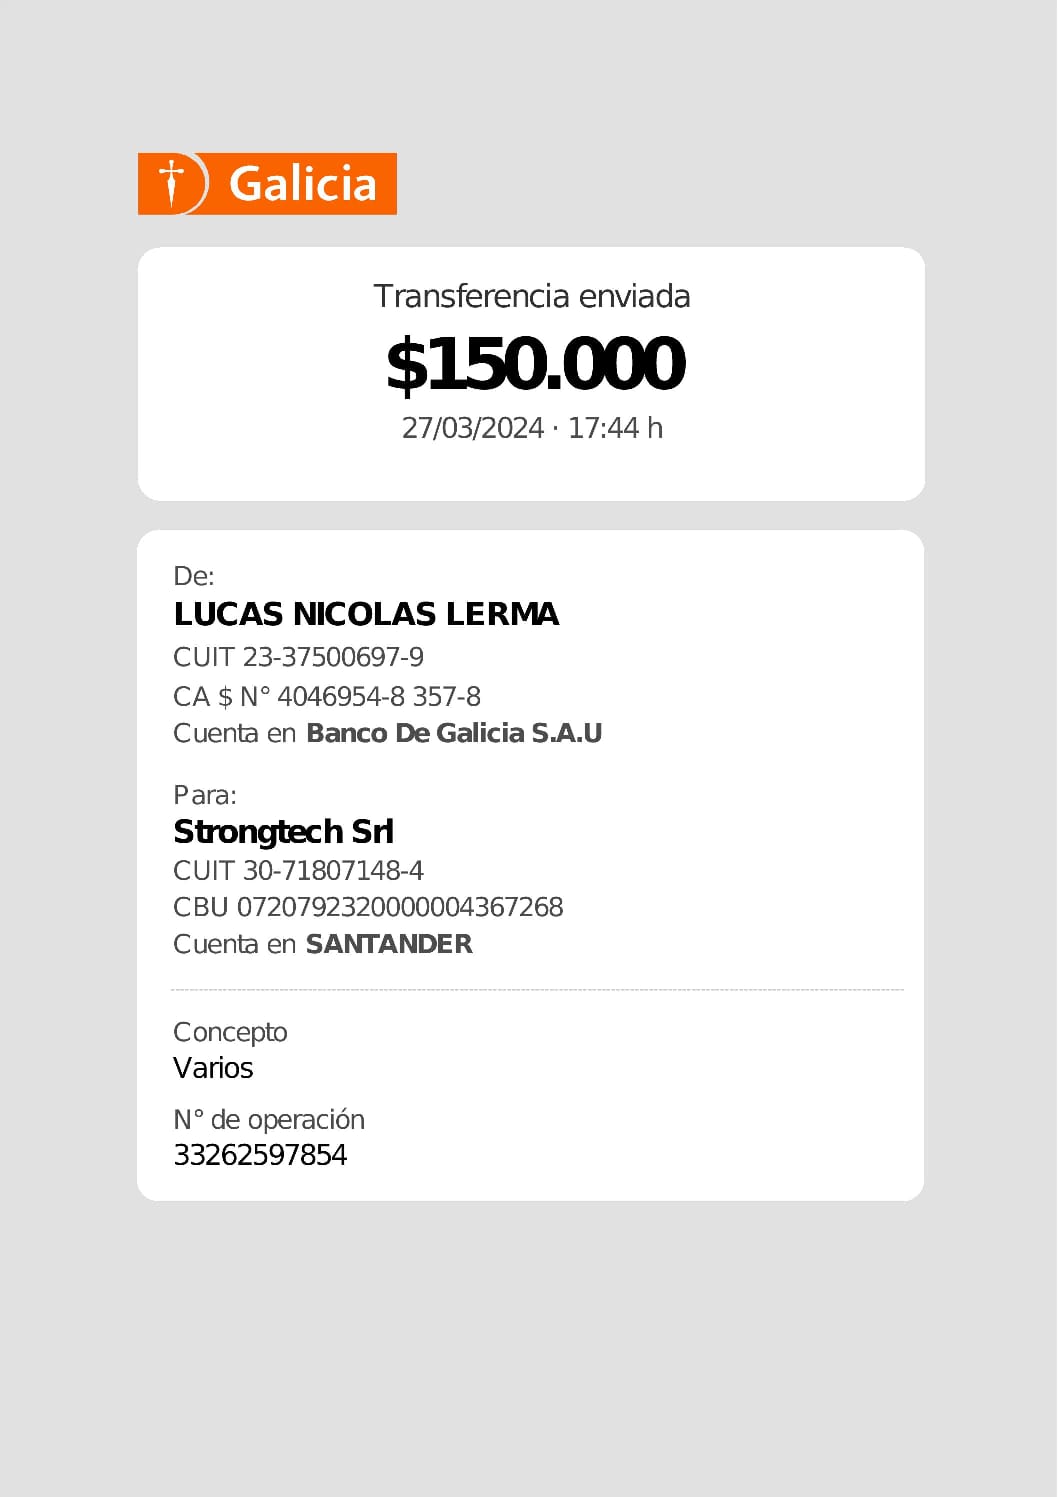 Galicia
Transferencia enviada
$150.000
27/03/2024 · 17:44 h
De:
LUCAS NICOLAS LERMA
CUIT 23-37500697-9
CA $ N° 4046954-8 357-8
Cuenta en Banco De Galicia S.A.U
Para:
Strongtech Srl
CUIT 30-71807148-4
CBU 0720792320000004367268
Cuenta en SANTANDER
Concepto
Varios
N° de operación
33262597854